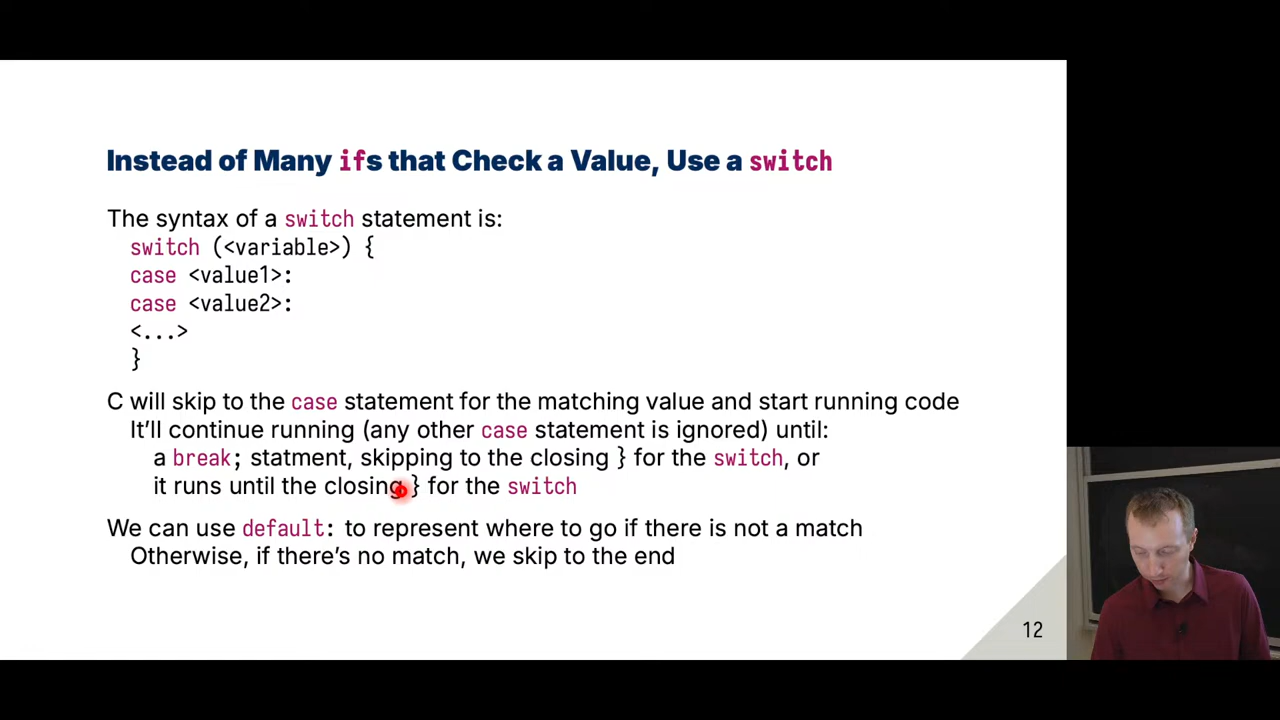 Instead of Many ifs that Check a Value, Use a switch
The syntax of a switch statement is:
switch (<variable>) {
case <value1>:
case <value2>:
<...>
}
C will skip to the case statement for the matching value and start running code
It'll continue running (any other case statement is ignored) until:
a break; statment, skipping to the closing } for the switch, or
it runs until the closing } for the switch
We can use default: to represent where to go if there is not a match
Otherwise, if there's no match, we skip to the end
12